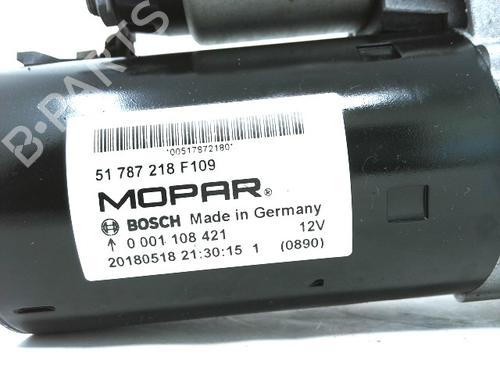 B-PARTS
*00517872180*
51 787 218 F109
MOPAR®
BOSCH Made in Germany 12V
↑ 0 001 108 421
20180518 21:30:15 1 (0890)